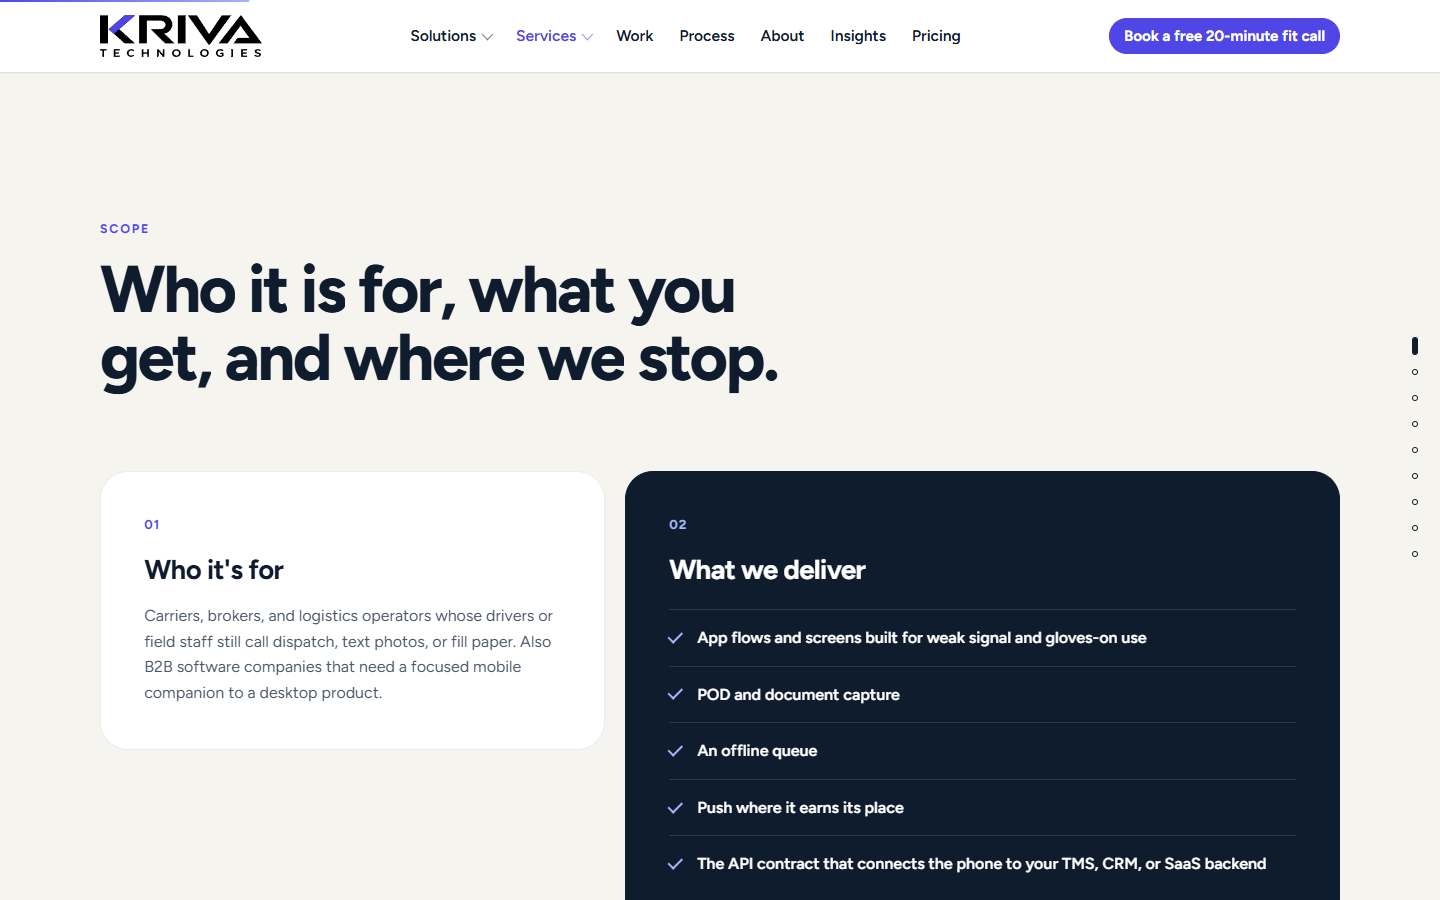 KRIVA
TECHNOLOGIES
Solutions
Services
Work
Process
About
Insights
Pricing
Book a free 20-minute fit call
SCOPE
Who it is for, what you
get, and where we stop.
01
Who it's for
Carriers, brokers, and logistics operators whose drivers or
field staff still call dispatch, text photos, or fill paper. Also
B2B software companies that need a focused mobile
companion to a desktop product.
02
What we deliver
App flows and screens built for weak signal and gloves-on use
POD and document capture
An offline queue
Push where it earns its place
The API contract that connects the phone to your TMS, CRM, or SaaS backend